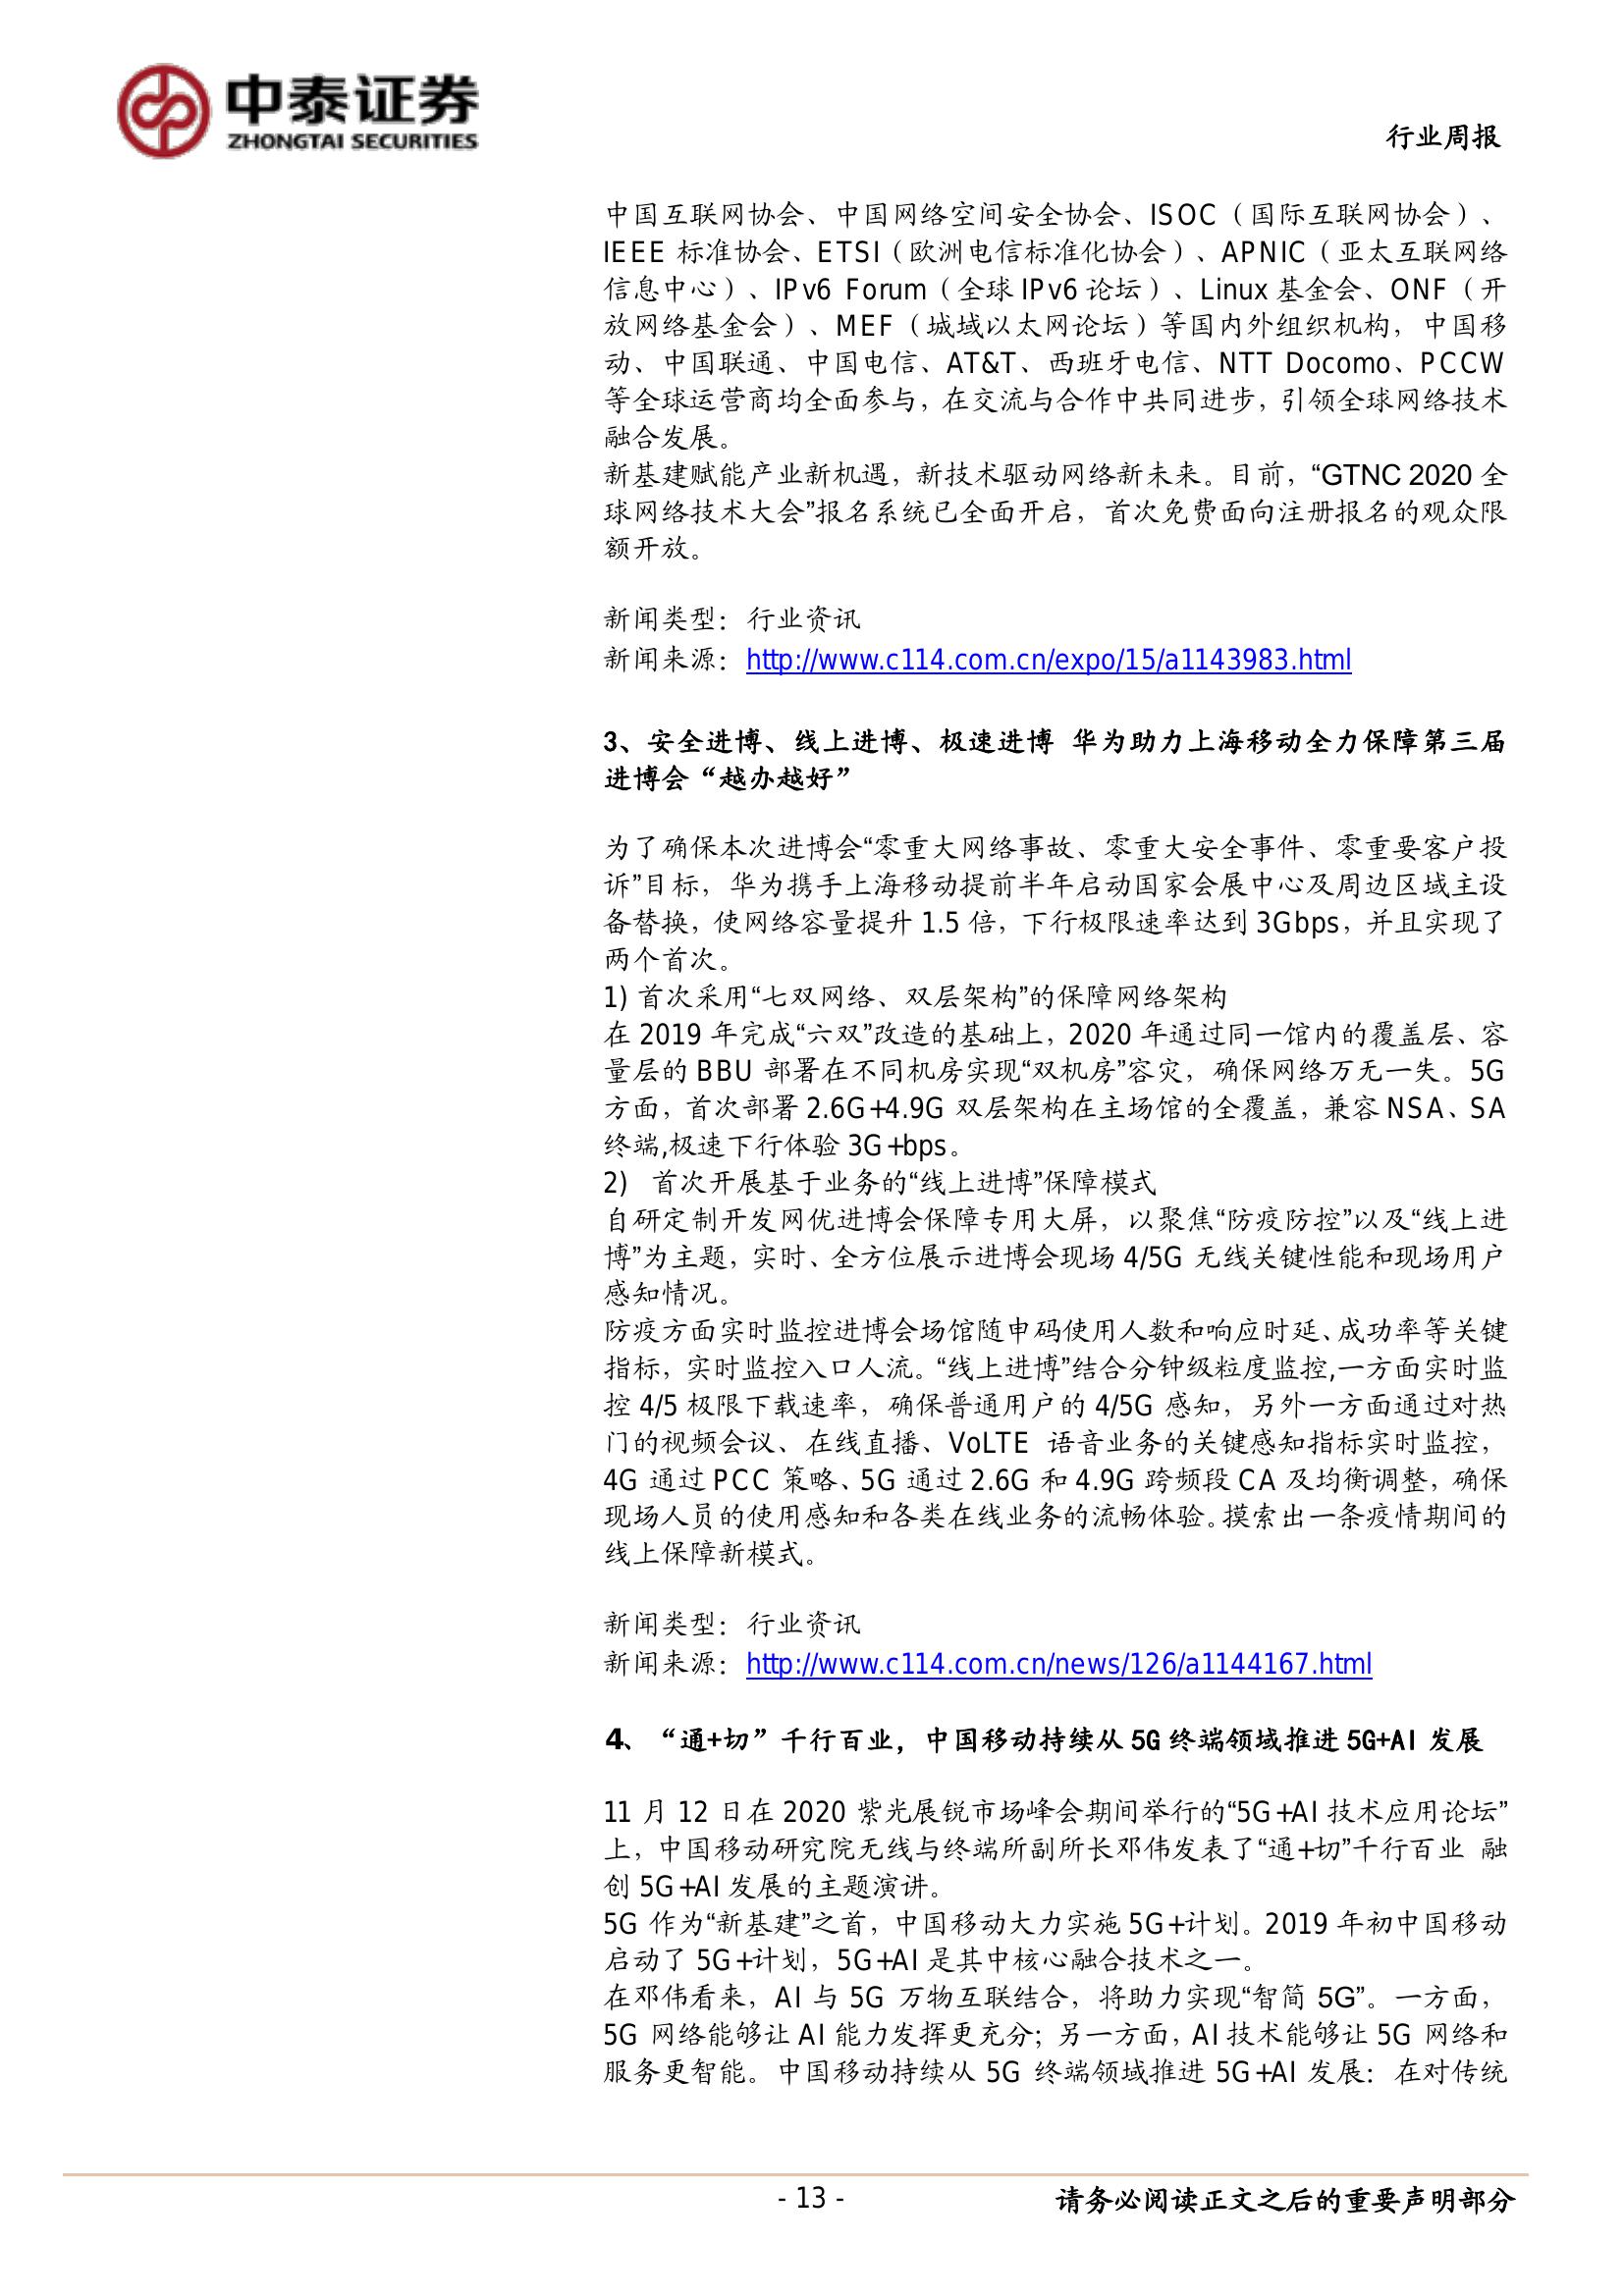 中泰证券
ZHONGTAI SECURITIES
行业周报
中国互联网协会、中国网络空间安全协会、ISOC（国际互联网协会）、
IEEE 标准协会、ETSI（欧洲电信标准化协会）、APNIC（亚太互联网络
信息中心）、IPv6 Forum（全球 IPv6 论坛）、Linux 基金会、ONF（开
放网络基金会）、MEF（城域以太网论坛）等国内外组织机构，中国移
动、中国联通、中国电信、AT&T、西班牙电信、NTT Docomo、PCCW
等全球运营商均全面参与，在交流与合作中共同进步，引领全球网络技术
融合发展。
新基建赋能产业新机遇，新技术驱动网络新未来。目前，“GTNC 2020 全
球网络技术大会”报名系统已全面开启，首次免费面向注册报名的观众限
额开放。
新闻类型：行业资讯
新闻来源：http://www.c114.com.cn/expo/15/a1143983.html
3、安全进博、线上进博、极速进博 华为助力上海移动全力保障第三届
进博会“越办越好”
为了确保本次进博会“零重大网络事故、零重大安全事件、零重要客户投
诉”目标，华为携手上海移动提前半年启动国家会展中心及周边区域主设
备替换，使网络容量提升 1.5 倍，下行极限速率达到 3Gbps，并且实现了
两个首次。
1) 首次采用“七双网络、双层架构”的保障网络架构
在 2019 年完成“六双”改造的基础上，2020 年通过同一馆内的覆盖层、容
量层的 BBU 部署在不同机房实现“双机房”容灾，确保网络万无一失。5G
方面，首次部署 2.6G+4.9G 双层架构在主场馆的全覆盖，兼容 NSA、SA
终端,极速下行体验 3G+bps。
2) 首次开展基于业务的“线上进博”保障模式
自研定制开发网优进博会保障专用大屏，以聚焦“防疫防控”以及“线上进
博”为主题，实时、全方位展示进博会现场 4/5G 无线关键性能和现场用户
感知情况。
防疫方面实时监控进博会场馆随申码使用人数和响应时延、成功率等关键
指标，实时监控入口人流。“线上进博”结合分钟级粒度监控,一方面实时监
控 4/5 极限下载速率，确保普通用户的 4/5G 感知，另外一方面通过对热
门的视频会议、在线直播、VoLTE 语音业务的关键感知指标实时监控，
4G 通过 PCC 策略、5G 通过 2.6G 和 4.9G 跨频段 CA 及均衡调整，确保
现场人员的使用感知和各类在线业务的流畅体验。摸索出一条疫情期间的
线上保障新模式。
新闻类型：行业资讯
新闻来源：http://www.c114.com.cn/news/126/a1144167.html
4、“通+切”千行百业，中国移动持续从 5G 终端领域推进 5G+AI 发展
11 月 12 日在 2020 紫光展锐市场峰会期间举行的“5G+AI 技术应用论坛”
上，中国移动研究院无线与终端所副所长邓伟发表了“通+切”千行百业 融
创 5G+AI 发展的主题演讲。
5G 作为“新基建”之首，中国移动大力实施 5G+计划。2019 年初中国移动
启动了 5G+计划，5G+AI 是其中核心融合技术之一。
在邓伟看来，AI 与 5G 万物互联结合，将助力实现“智简 5G”。一方面，
5G 网络能够让 AI 能力发挥更充分；另一方面，AI 技术能够让 5G 网络和
服务更智能。中国移动持续从 5G 终端领域推进 5G+AI 发展：在对传统
- 13 -
请务必阅读正文之后的重要声明部分